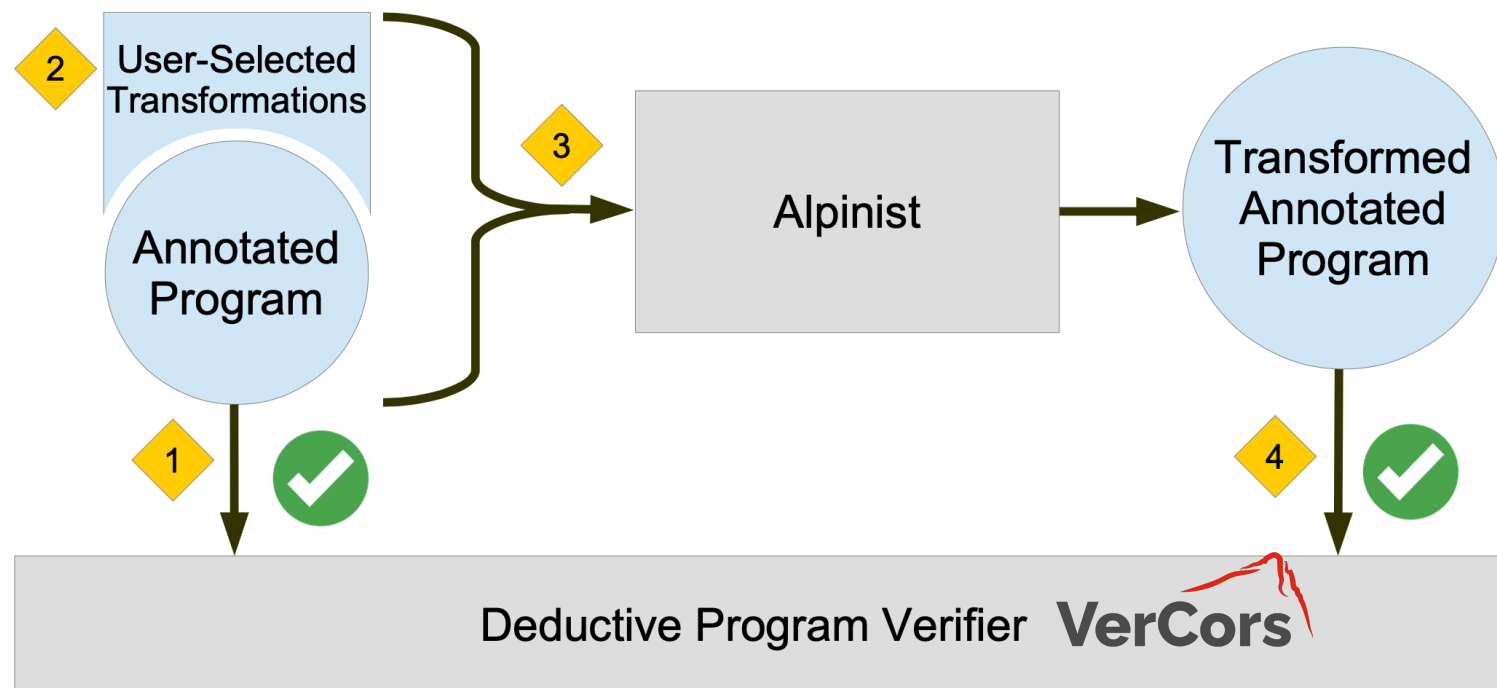 2
User-Selected
Transformations
Annotated
Program
3
Alpinist
Transformed
Annotated
Program
1
4
Deductive Program Verifier VerCors